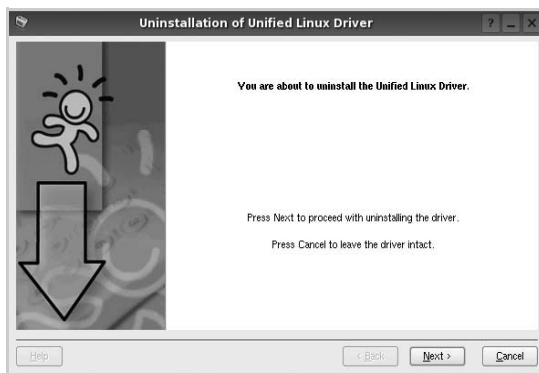 Uninstallation of Unified Linux Driver
You are about to uninstall the Unified Linux Driver.
Press Next to proceed with uninstalling the driver.
Press Cancel to leave the driver intact.
Help
< Back
Next >
Cancel